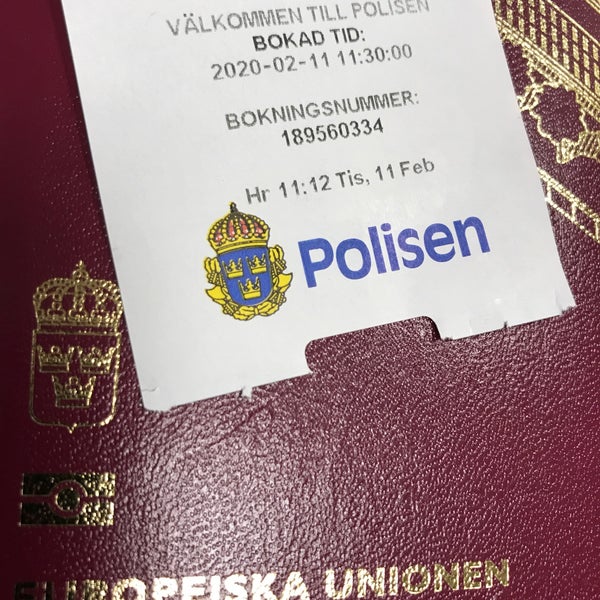 VÄLKOMMEN TILL POLISEN
BOKAD TID:
2020-02-11 11:30:00
BOKNINGSNUMMER:
189560334
Hr 11:12 Tis, 11 Feb
Polisen
EUROPEISKA UNIONEN